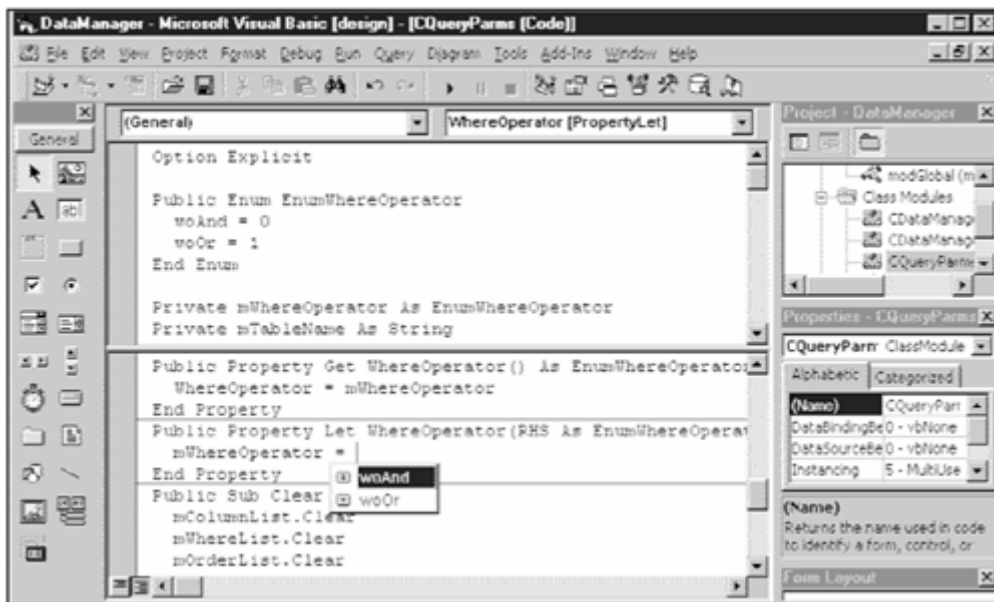 DataManager - Microsoft Visual Basic [design] - [CQueryParms (Code)]
File Edit View Project Format Debug Run Query Diagram Tools Add-Ins Window Help
General
(General)
WhereOperator [PropertyLet]
Option Explicit
Public Enum EnumWhereOperator
woAnd = 0
woOr = 1
End Enum
Private mWhereOperator As EnumWhereOperator
Private mTableName As String
Public Property Get WhereOperator() As EnumWhereOperator
WhereOperator = mWhereOperator
End Property
Public Property Let WhereOperator(RHS As EnumWhereOperat
mWhereOperator =
End Property
woAnd
woOr
Public Sub Clear
mColumnList.Clear
mWhereList.Clear
mOrderList.Clear
Project - DataManager
modGlobal (m
Class Modules
CDataManag
CDataManag
CQueryParms
Properties - CQueryParms
CQueryParm ClassModule
Alphabetic Categorized
(Name) CQueryParr
DataBindingBe 0 - vbNone
DataSourceBe 0 - vbNone
Instancing 5 - MultiUse
(Name)
Returns the name used in code
to identify a form, control, or
Form Layout